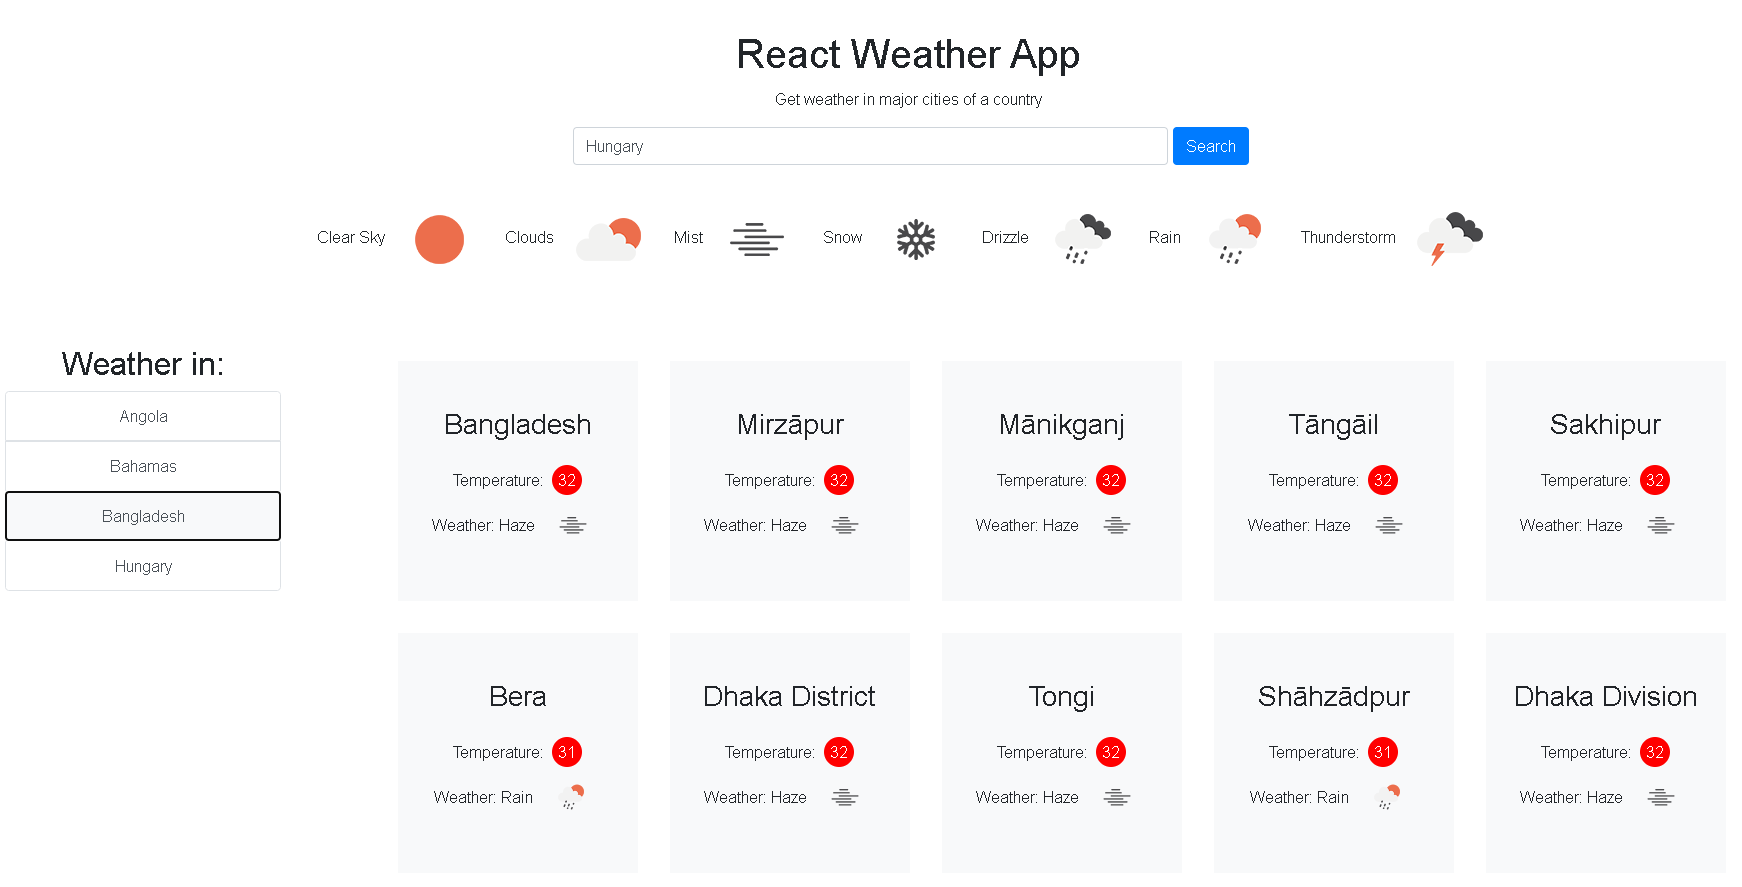 React Weather App
Get weather in major cities of a country
Hungary Search
Clear Sky Clouds Mist Snow Drizzle Rain Thunderstorm
Weather in:
Angola
Bahamas
Bangladesh
Hungary
Bangladesh
Temperature: 32
Weather: Haze
Mirzāpur
Temperature: 32
Weather: Haze
Mānikganj
Temperature: 32
Weather: Haze
Tāngāil
Temperature: 32
Weather: Haze
Sakhipur
Temperature: 32
Weather: Haze
Bera
Temperature: 31
Weather: Rain
Dhaka District
Temperature: 32
Weather: Haze
Tongi
Temperature: 32
Weather: Haze
Shāhzādpur
Temperature: 31
Weather: Rain
Dhaka Division
Temperature: 32
Weather: Haze